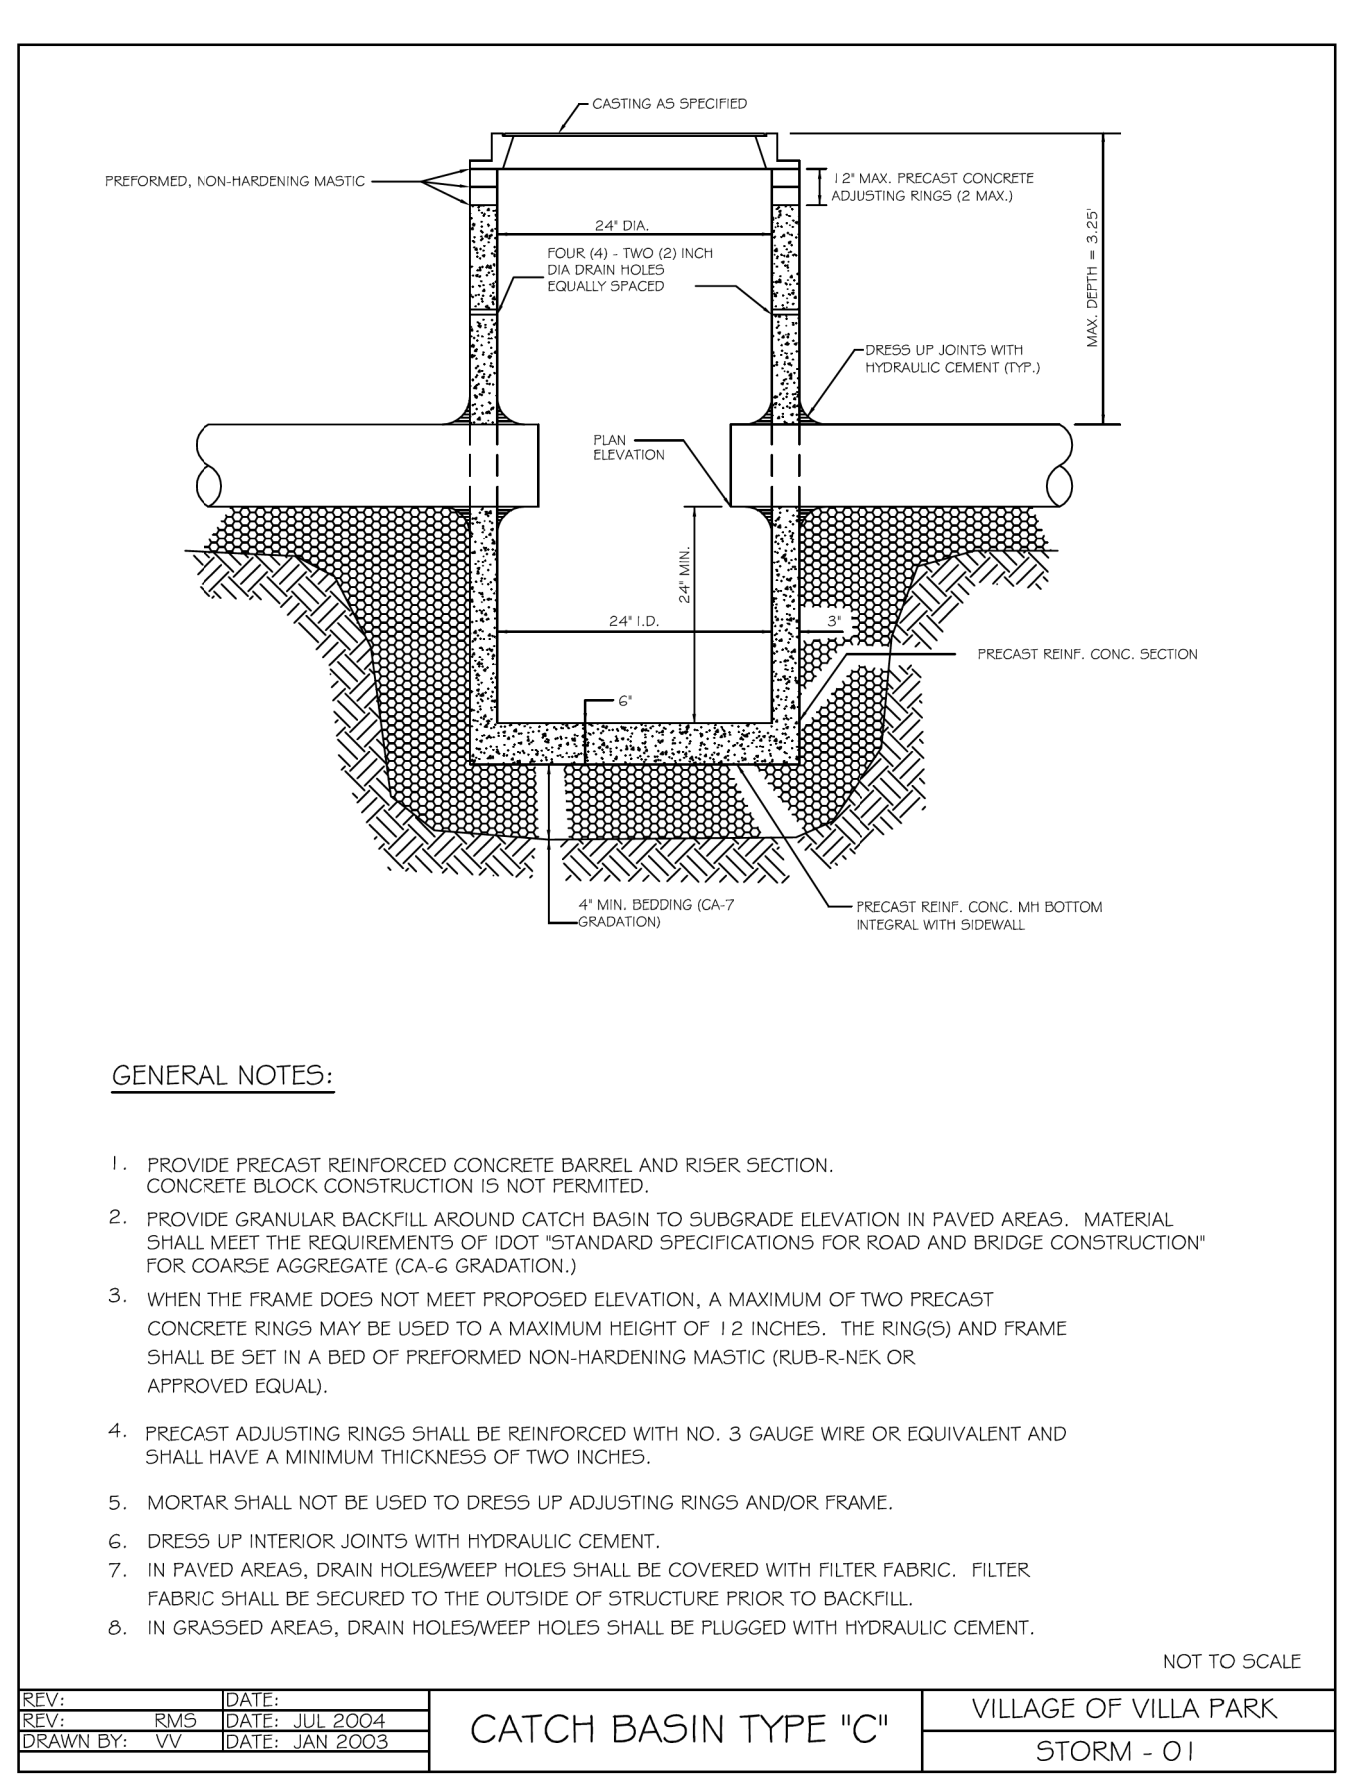 CASTING AS SPECIFIED
PREFORMED, NON-HARDENING MASTIC
12" MAX. PRECAST CONCRETE
ADJUSTING RINGS (2 MAX.)
24" DIA.
FOUR (4) - TWO (2) INCH
DIA DRAIN HOLES
EQUALLY SPACED
MAX. DEPTH = 3.25'
DRESS UP JOINTS WITH
HYDRAULIC CEMENT (TYP.)
PLAN
ELEVATION
24" MIN.
24" I.D.
3"
PRECAST REINF. CONC. SECTION
6"
4" MIN. BEDDING (CA-7
GRADATION)
PRECAST REINF. CONC. MH BOTTOM
INTEGRAL WITH SIDEWALL
GENERAL NOTES:
1. PROVIDE PRECAST REINFORCED CONCRETE BARREL AND RISER SECTION.
CONCRETE BLOCK CONSTRUCTION IS NOT PERMITED.
2. PROVIDE GRANULAR BACKFILL AROUND CATCH BASIN TO SUBGRADE ELEVATION IN PAVED AREAS. MATERIAL
SHALL MEET THE REQUIREMENTS OF IDOT "STANDARD SPECIFICATIONS FOR ROAD AND BRIDGE CONSTRUCTION"
FOR COARSE AGGREGATE (CA-6 GRADATION.)
3. WHEN THE FRAME DOES NOT MEET PROPOSED ELEVATION, A MAXIMUM OF TWO PRECAST
CONCRETE RINGS MAY BE USED TO A MAXIMUM HEIGHT OF 12 INCHES. THE RING(S) AND FRAME
SHALL BE SET IN A BED OF PREFORMED NON-HARDENING MASTIC (RUB-R-NEK OR
APPROVED EQUAL).
4. PRECAST ADJUSTING RINGS SHALL BE REINFORCED WITH NO. 3 GAUGE WIRE OR EQUIVALENT AND
SHALL HAVE A MINIMUM THICKNESS OF TWO INCHES.
5. MORTAR SHALL NOT BE USED TO DRESS UP ADJUSTING RINGS AND/OR FRAME.
6. DRESS UP INTERIOR JOINTS WITH HYDRAULIC CEMENT.
7. IN PAVED AREAS, DRAIN HOLES/WEEP HOLES SHALL BE COVERED WITH FILTER FABRIC. FILTER
FABRIC SHALL BE SECURED TO THE OUTSIDE OF STRUCTURE PRIOR TO BACKFILL.
8. IN GRASSED AREAS, DRAIN HOLES/WEEP HOLES SHALL BE PLUGGED WITH HYDRAULIC CEMENT.
NOT TO SCALE
REV: DATE:
REV: RMS DATE: JUL 2004
DRAWN BY: VV DATE: JAN 2003
CATCH BASIN TYPE "C"
VILLAGE OF VILLA PARK
STORM - 01